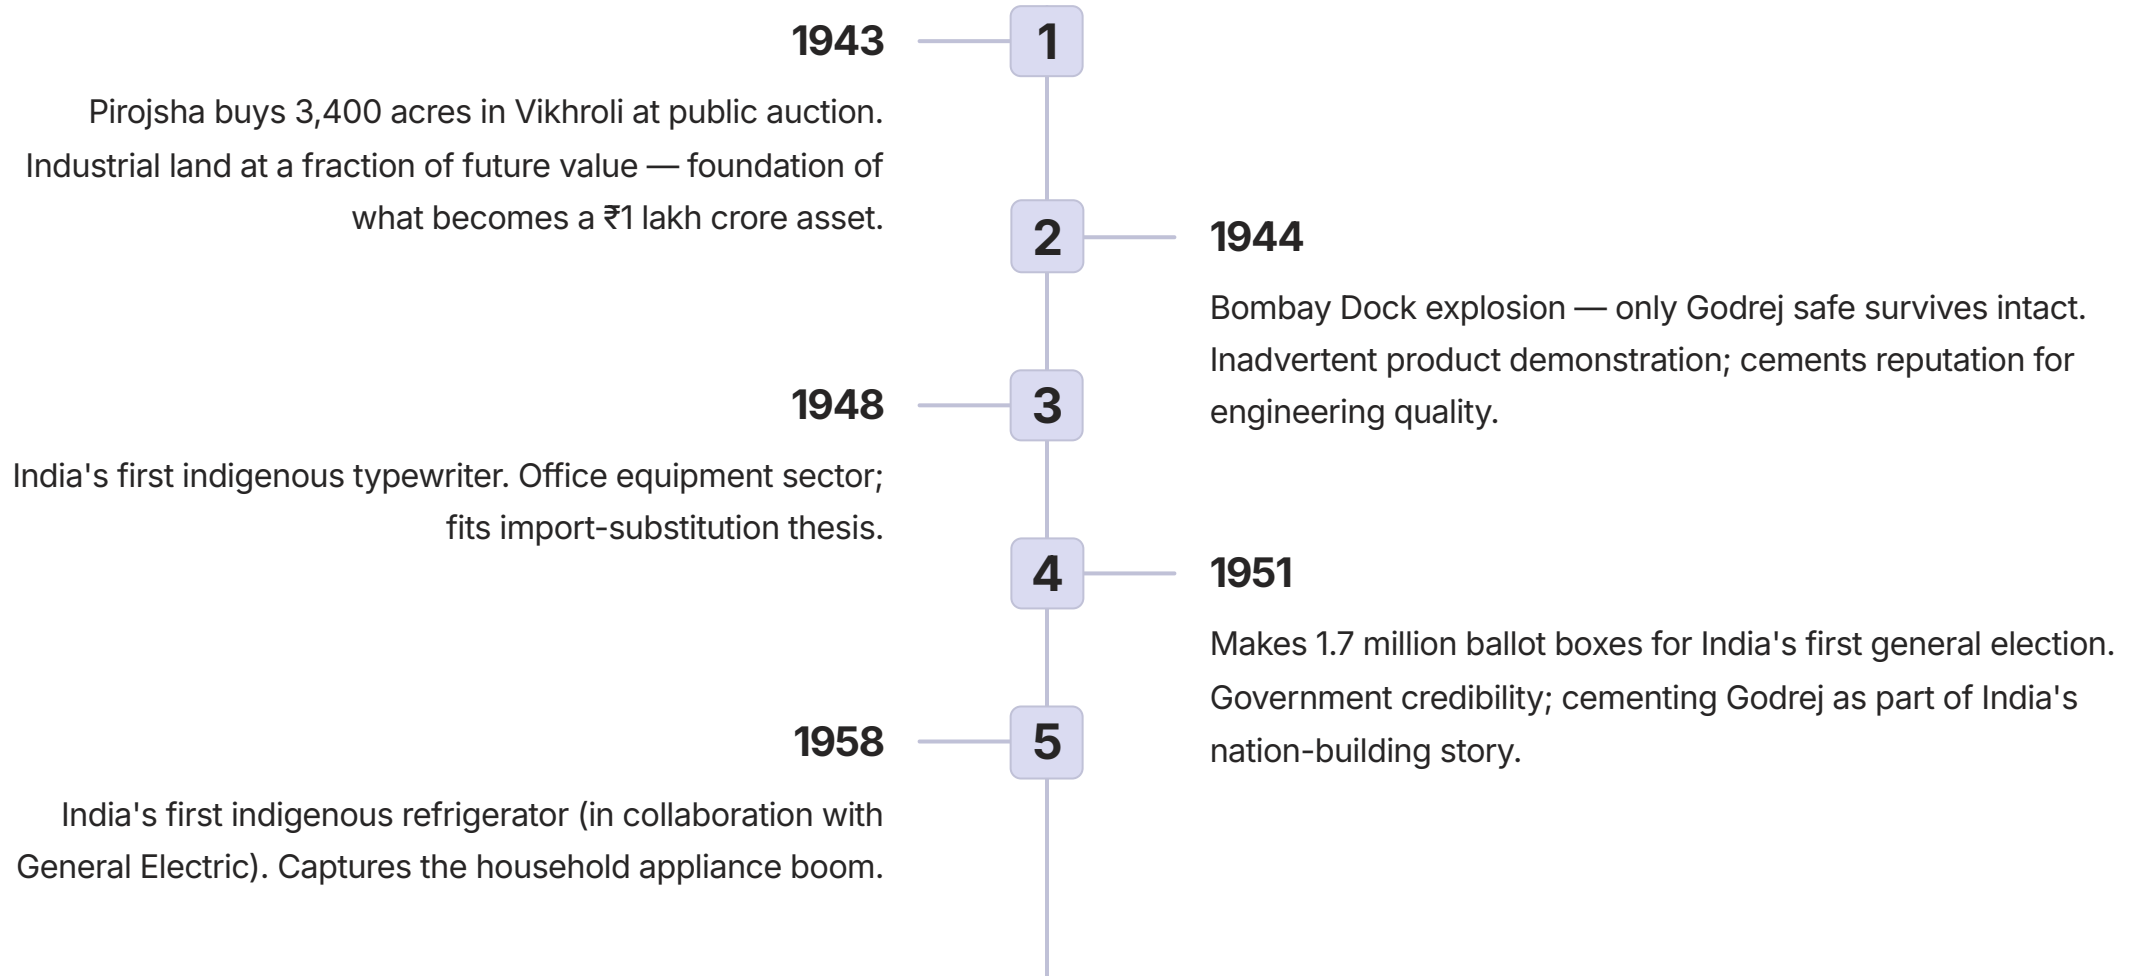 1943
1
Pirojsha buys 3,400 acres in Vikhroli at public auction.
Industrial land at a fraction of future value — foundation of
what becomes a ₹1 lakh crore asset.
2
1944
Bombay Dock explosion — only Godrej safe survives intact.
Inadvertent product demonstration; cements reputation for
engineering quality.
1948
3
India's first indigenous typewriter. Office equipment sector;
fits import-substitution thesis.
4
1951
Makes 1.7 million ballot boxes for India's first general election.
Government credibility; cementing Godrej as part of India's
nation-building story.
1958
5
India's first indigenous refrigerator (in collaboration with
General Electric). Captures the household appliance boom.